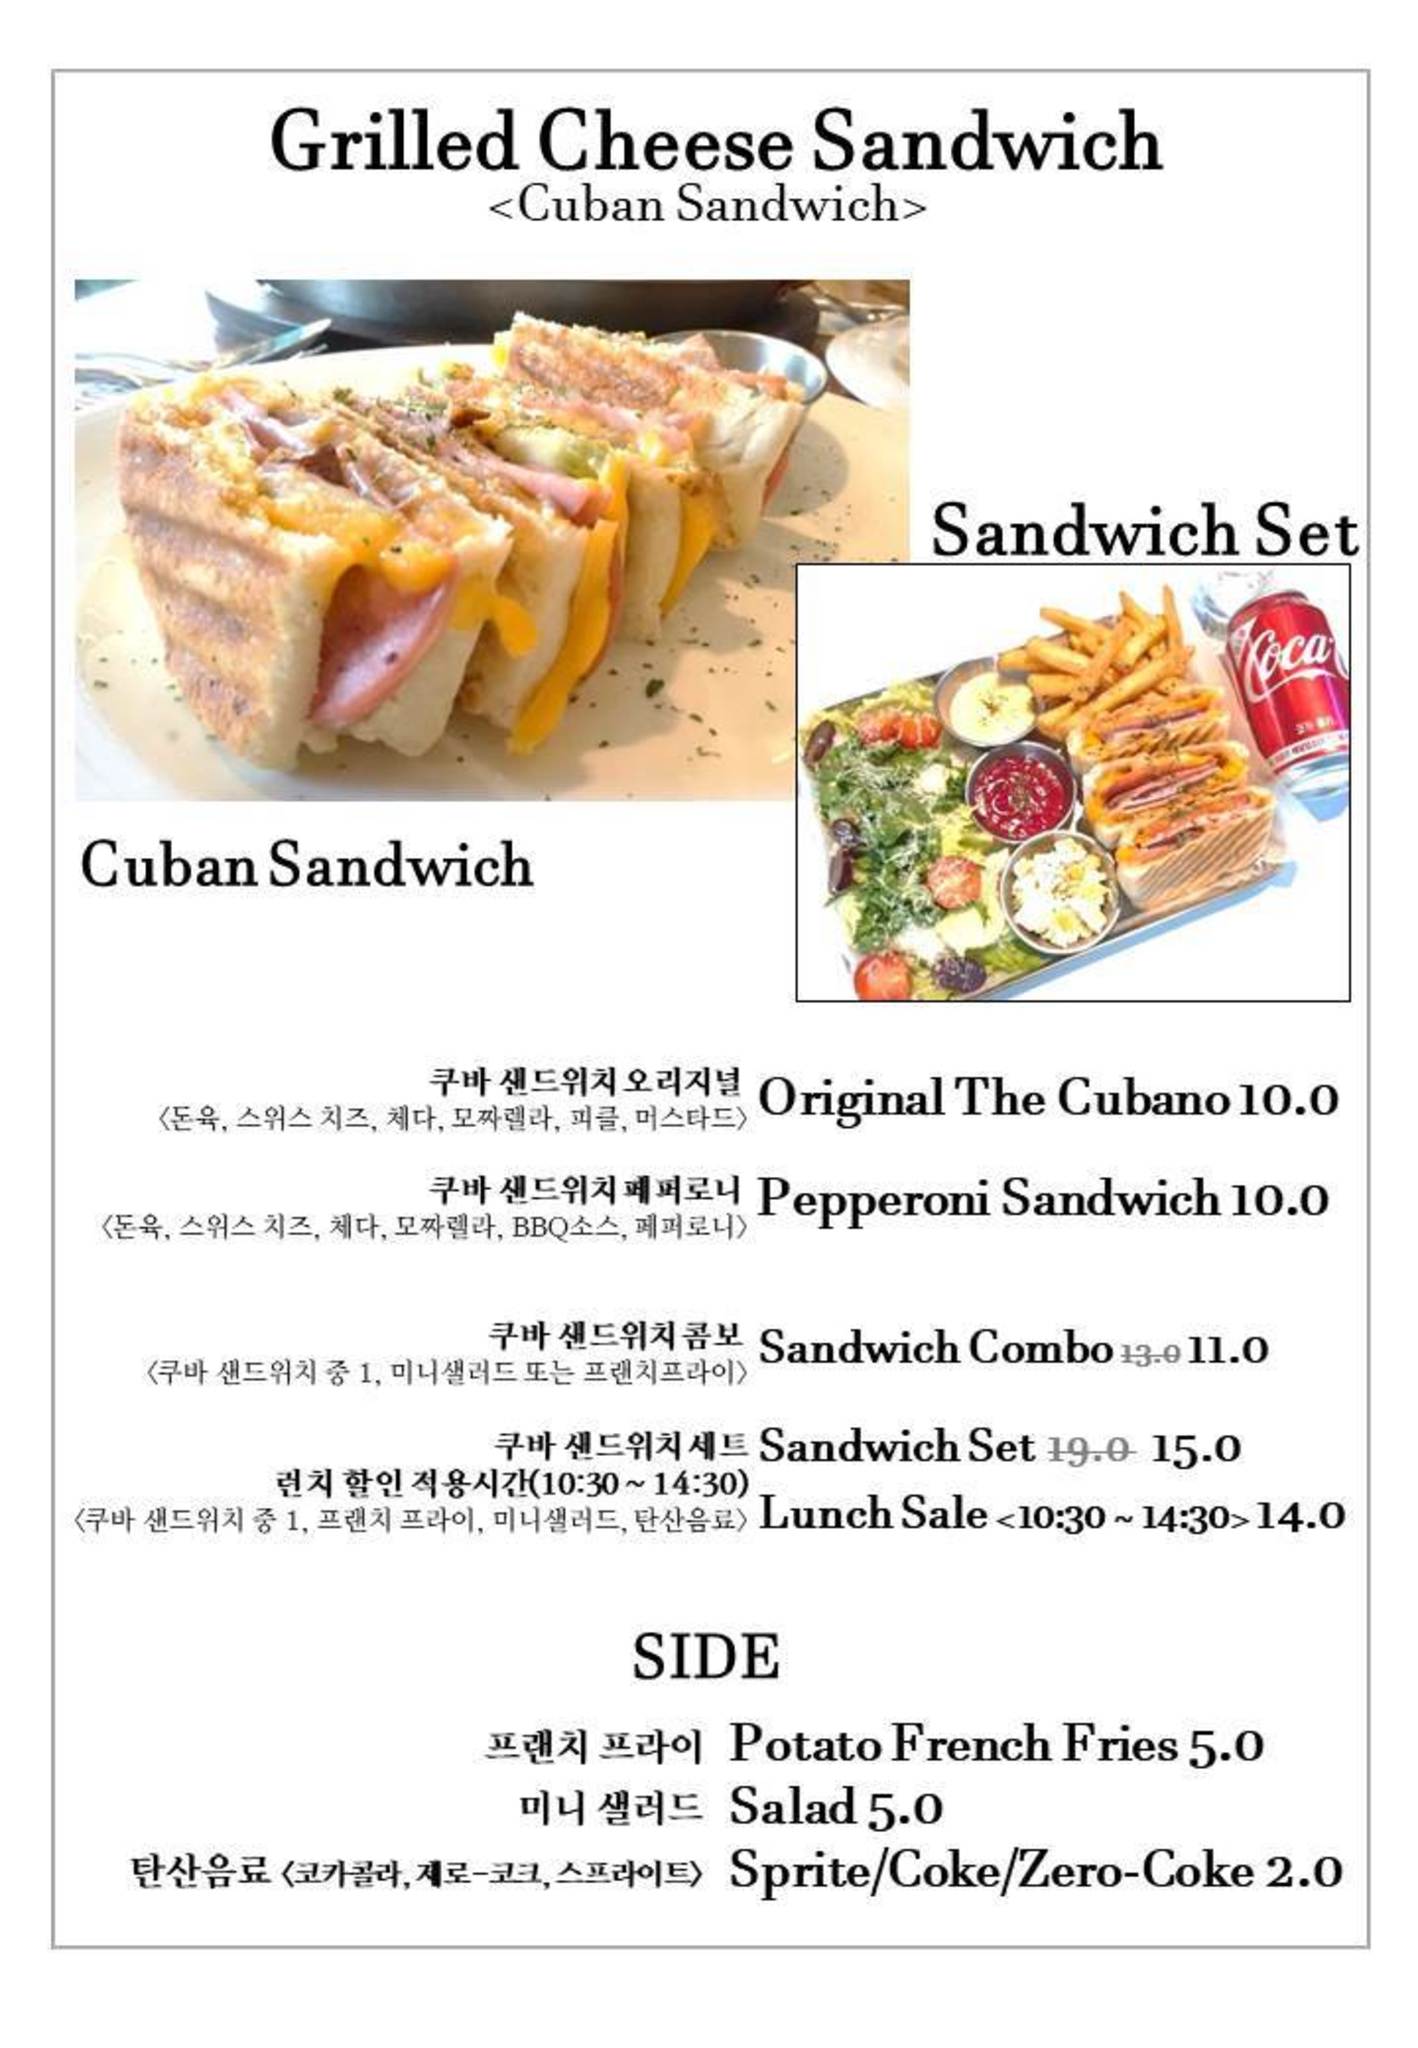 Grilled Cheese Sandwich
<Cuban Sandwich>
Sandwich Set
Coca
Cuban Sandwich
쿠바 샌드위치 오리지널 Original The Cubano 10.0
〈돈육, 스위스 치즈, 체다, 모짜렐라, 피클, 머스타드〉
쿠바 샌드위치 페퍼로니 Pepperoni Sandwich 10.0
〈돈육, 스위스 치즈, 체다, 모짜렐라, BBQ소스, 페퍼로니〉
쿠바 샌드위치 콤보 Sandwich Combo 13.0 11.0
〈쿠바 샌드위치 중 1, 미니샐러드 또는 프랜치프라이〉
쿠바 샌드위치 세트 Sandwich Set 19.0 15.0
런치 할인 적용시간(10:30 ~ 14:30)
〈쿠바 샌드위치 중 1, 프랜치 프라이, 미니샐러드, 탄산음료〉 Lunch Sale <10:30 ~ 14:30> 14.0
SIDE
프랜치 프라이 Potato French Fries 5.0
미니 샐러드 Salad 5.0
탄산음료 〈코카콜라, 제로-코크, 스프라이트〉 Sprite/Coke/Zero-Coke 2.0